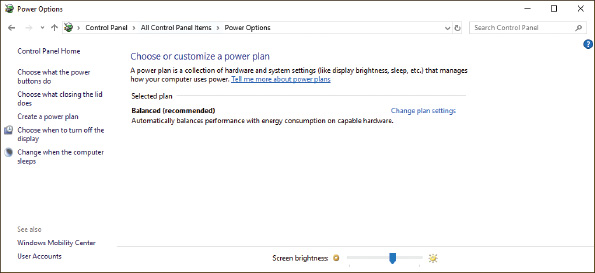 Power Options
Control Panel > All Control Panel Items > Power Options
Search Control Panel
Control Panel Home
Choose what the power
buttons do
Choose what closing the lid
does
Create a power plan
Choose when to turn off the
display
Change when the computer
sleeps
See also
Windows Mobility Center
User Accounts
Choose or customize a power plan
A power plan is a collection of hardware and system settings (like display brightness, sleep, etc.) that manages
how your computer uses power. Tell me more about power plans
Selected plan
Balanced (recommended) Change plan settings
Automatically balances performance with energy consumption on capable hardware.
Screen brightness: